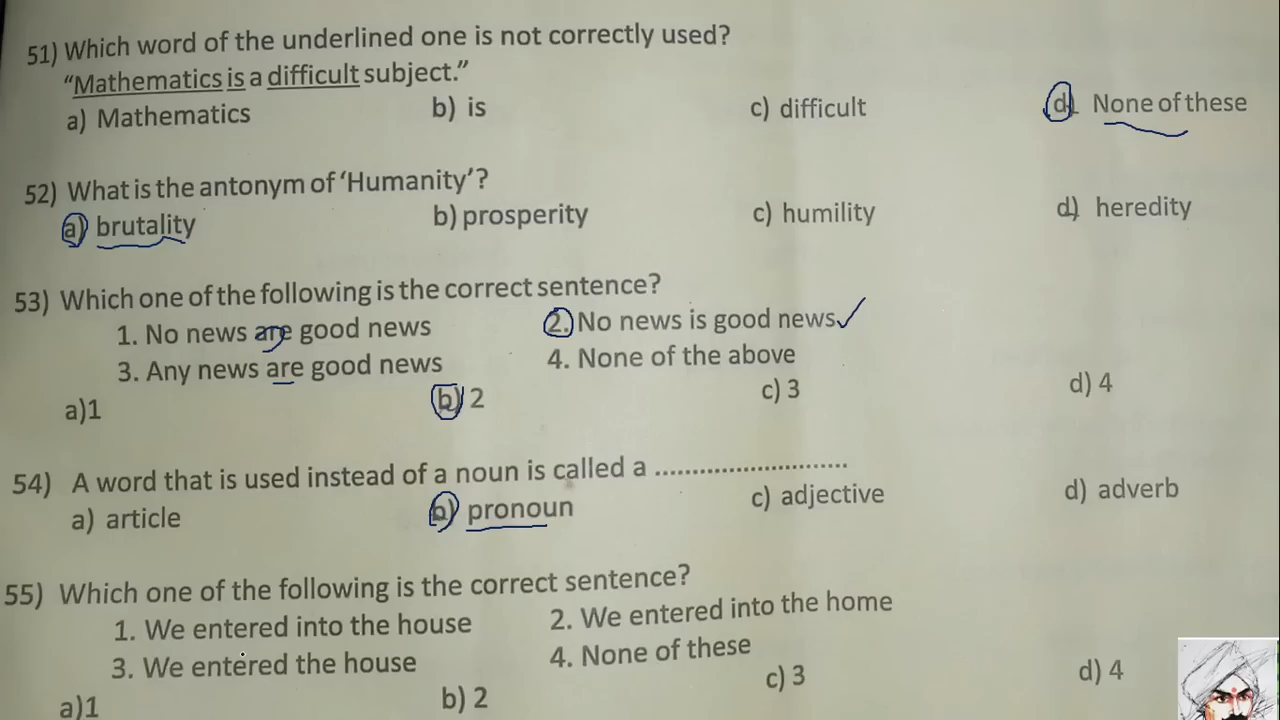 51) Which word of the underlined one is not correctly used?
“Mathematics is a difficult subject.”
a) Mathematics b) is c) difficult d) None of these
52) What is the antonym of ‘Humanity’?
a) brutality b) prosperity c) humility d) heredity
53) Which one of the following is the correct sentence?
1. No news are good news 2. No news is good news
3. Any news are good news 4. None of the above
a)1 b) 2 c) 3 d) 4
54) A word that is used instead of a noun is called a ..........................
a) article b) pronoun c) adjective d) adverb
55) Which one of the following is the correct sentence?
1. We entered into the house 2. We entered into the home
3. We entered the house 4. None of these
a)1 b) 2 c) 3 d) 4